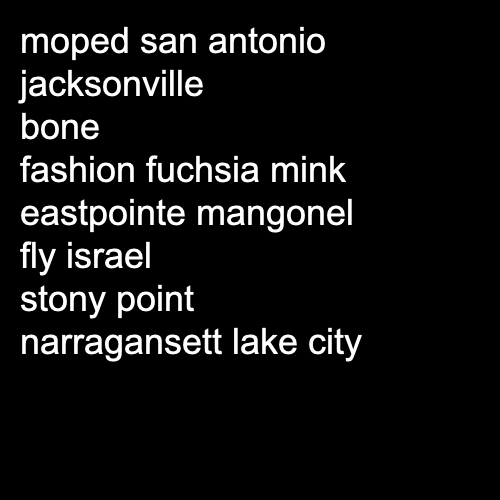 moped san antonio
jacksonville
bone
fashion fuchsia mink
eastpointe mangonel
fly israel
stony point
narragansett lake city